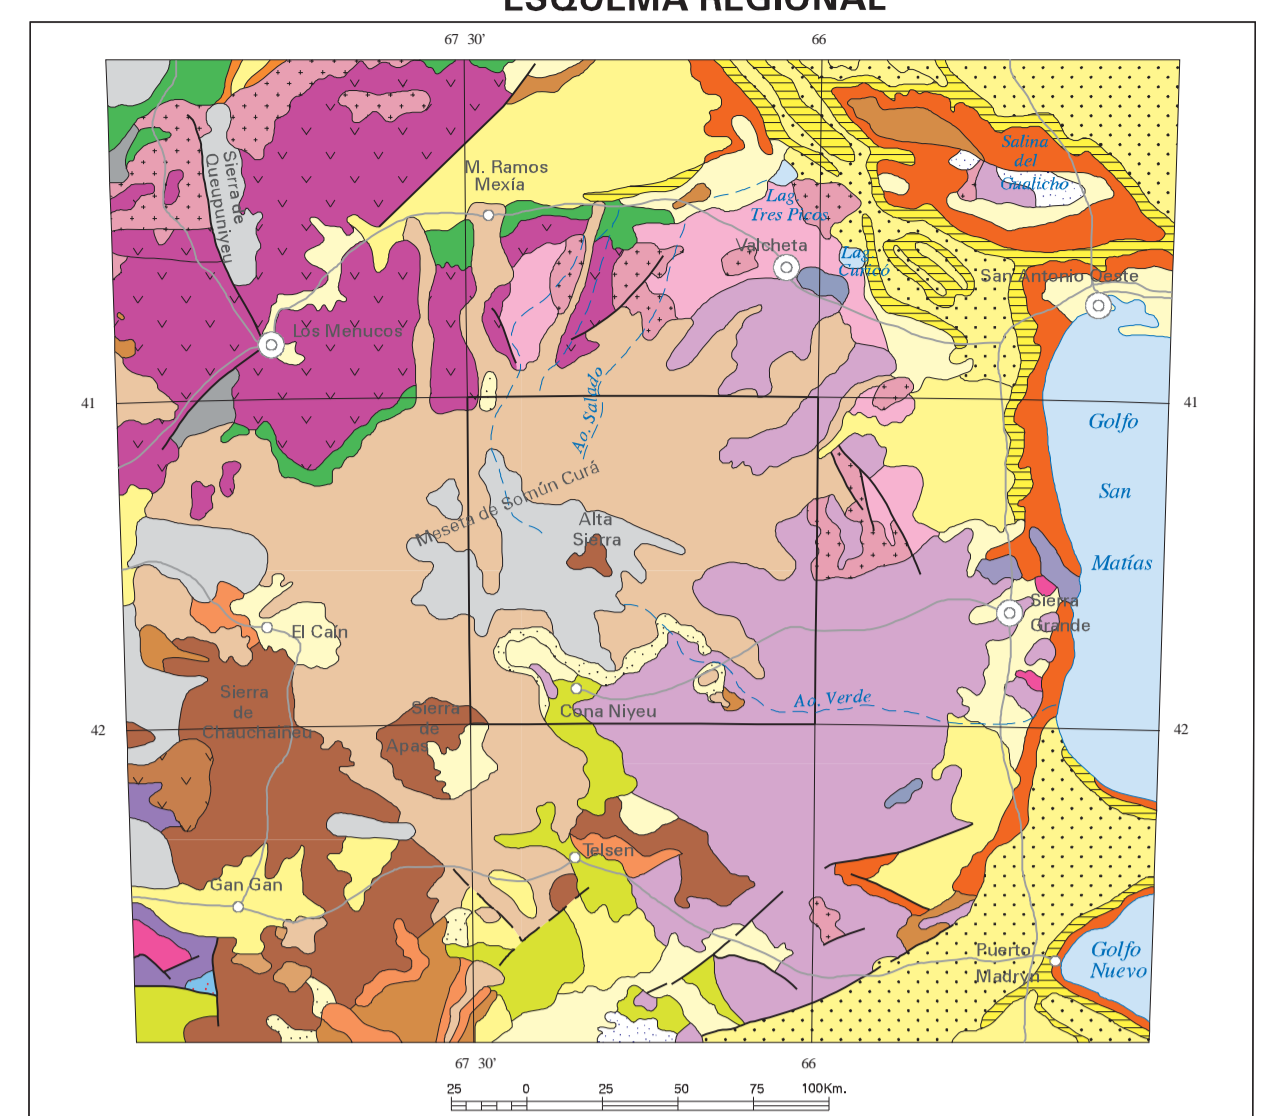 ESQUEMA REGIONAL
67 30'
66
Salina
del
Gualicho
Sierra de
Queupuniyeu
M. Ramos
Mexía
Lag.
Tres Picos
Valcheta
Lag.
Curicó
San Antonio Oeste
Los Menucos
41
41
Ao. Salado
Golfo
San
Matías
Meseta de Somún Curá
Alta
Sierra
El Caín
Sierra
Grande
Sierra
de
Chauchaineu
Sierra
de
Apas
Cona Niyeu
Ao. Verde
42
42
Telsen
Gan Gan
Puerto
Madryn
Golfo
Nuevo
67 30'
66
25 0 25 50 75 100Km.